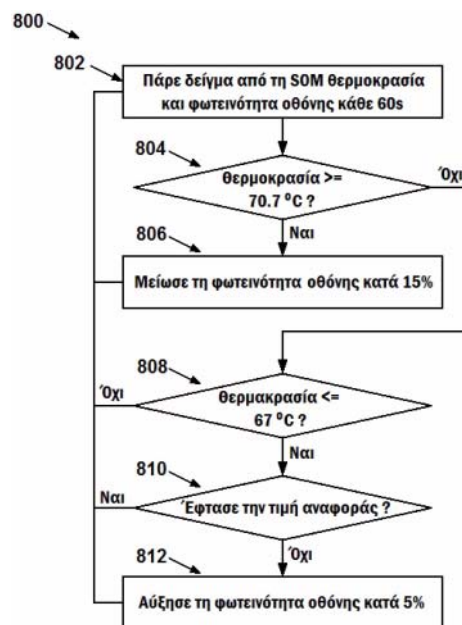 800
802
Πάρε δείγμα από τη SOM θερμοκρασία
και φωτεινότητα οθόνης κάθε 60s
804
θερμοκρασία >=
70.7 ⁰C ?
Όχι
Ναι
806
Μείωσε τη φωτεινότητα οθόνης κατά 15%
808
θερμακρασία <=
67 ⁰C ?
Όχι
Ναι
810
Έφτασε την τιμή αναφοράς ?
Ναι
Όχι
812
Αύξησε τη φωτεινότητα οθόνης κατά 5%